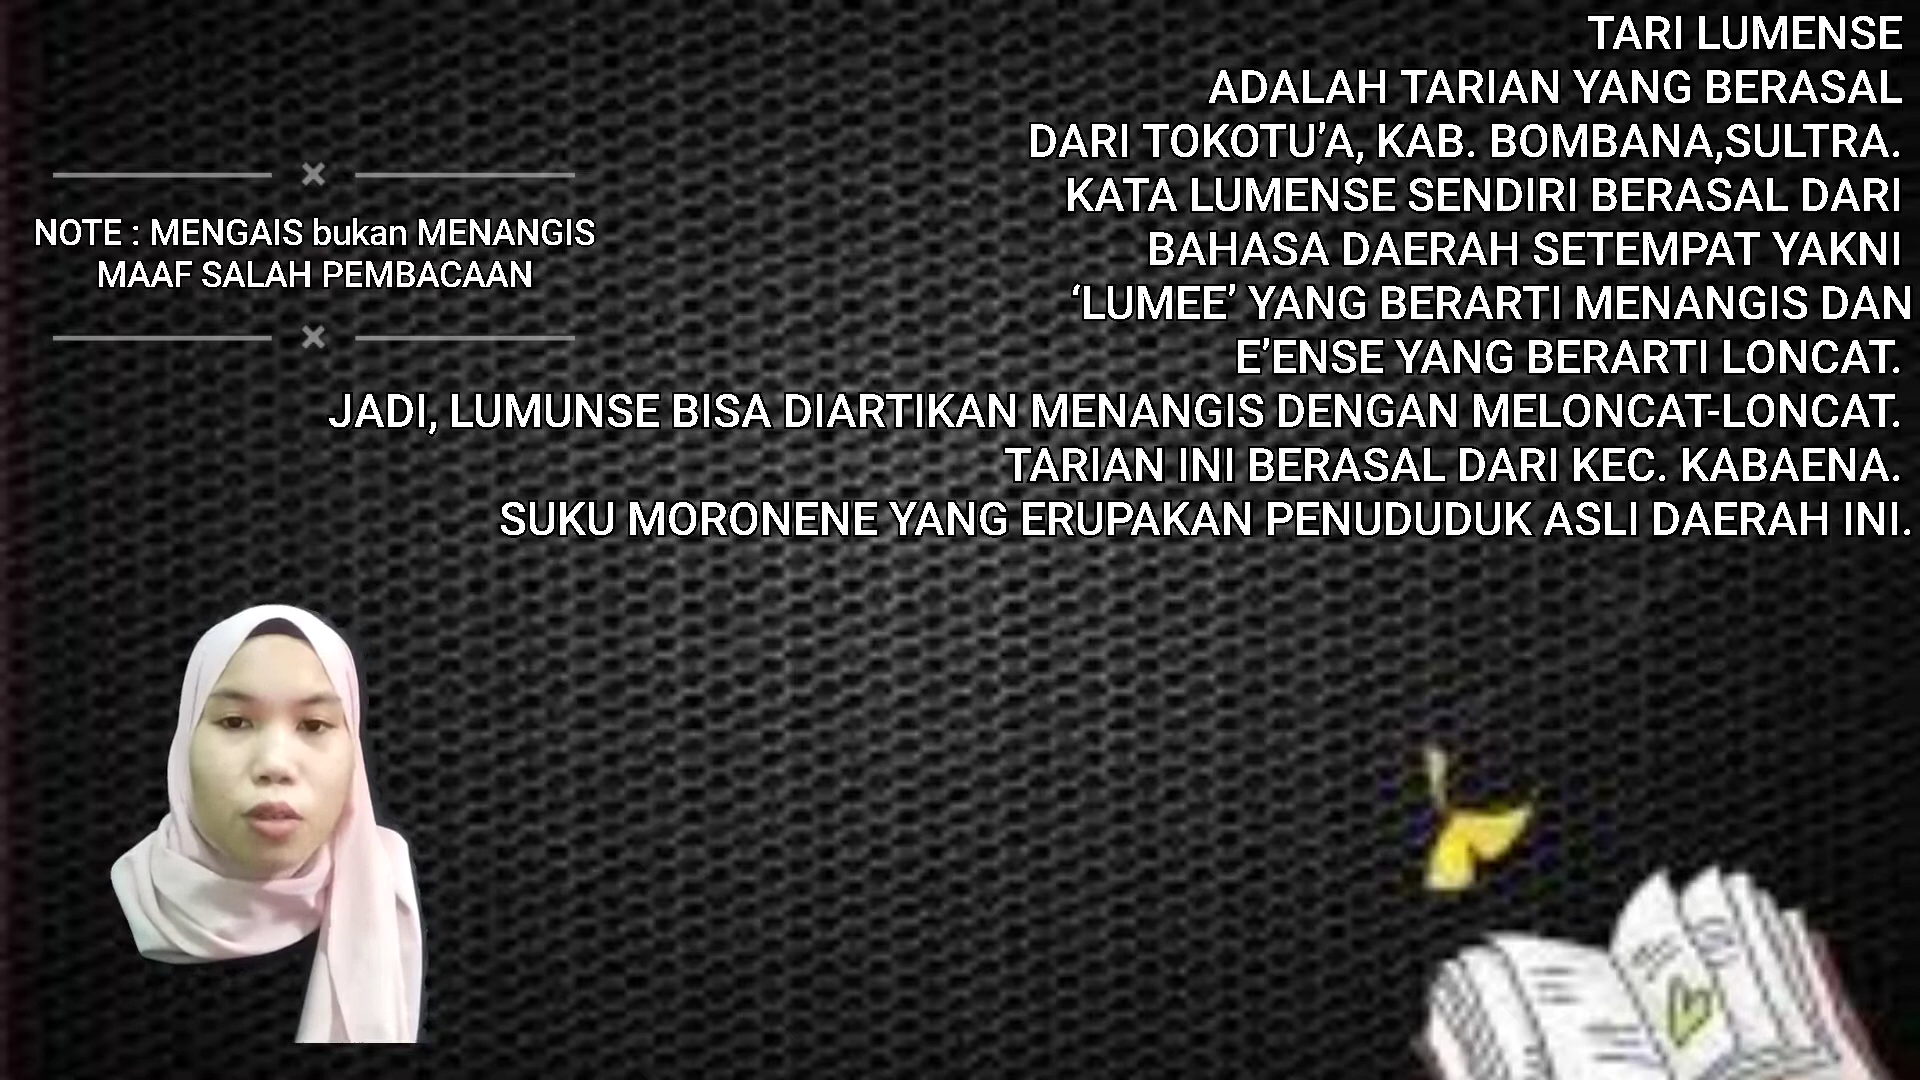 TARI LUMENSE
ADALAH TARIAN YANG BERASAL
DARI TOKOTU’A, KAB. BOMBANA,SULTRA.
KATA LUMENSE SENDIRI BERASAL DARI
BAHASA DAERAH SETEMPAT YAKNI
‘LUMEE’ YANG BERARTI MENANGIS DAN
E’ENSE YANG BERARTI LONCAT.
JADI, LUMUNSE BISA DIARTIKAN MENANGIS DENGAN MELONCAT-LONCAT.
TARIAN INI BERASAL DARI KEC. KABAENA.
SUKU MORONENE YANG ERUPAKAN PENUDUDUK ASLI DAERAH INI.
NOTE : MENGAIS bukan MENANGIS
MAAF SALAH PEMBACAAN